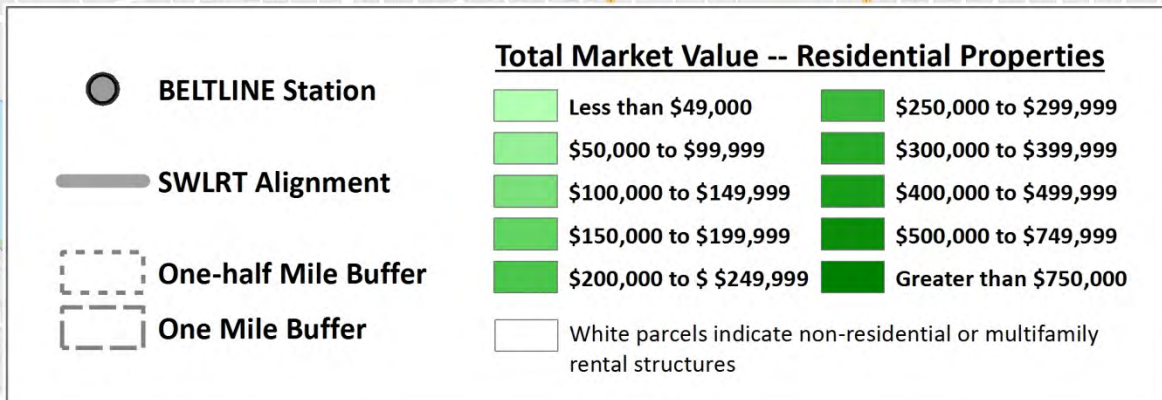 BELTLINE Station
SWLRT Alignment
One-half Mile Buffer
One Mile Buffer
Total Market Value -- Residential Properties
Less than $49,000
$50,000 to $99,999
$100,000 to $149,999
$150,000 to $199,999
$200,000 to $ $249,999
$250,000 to $299,999
$300,000 to $399,999
$400,000 to $499,999
$500,000 to $749,999
Greater than $750,000
White parcels indicate non-residential or multifamily
rental structures